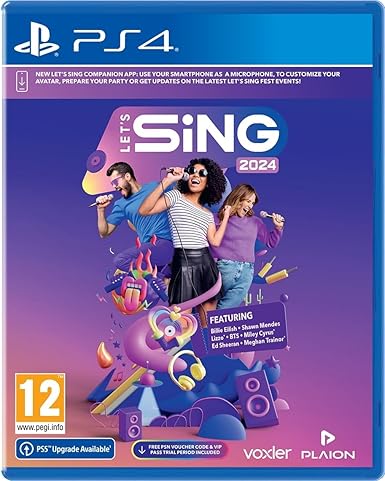 PS4
NEW LET'S SING COMPANION APP: USE YOUR SMARTPHONE AS A MICROPHONE, TO CUSTOMIZE YOUR
AVATAR, PREPARE YOUR PARTY OR GET UPDATES ON THE LATEST LET'S SING FEST EVENTS!
LET'S
SiNG
2024
FEATURING
Billie Eilish • Shawn Mendes
Lizzo* • BTS • Miley Cyrus*
Ed Sheeran • Meghan Trainor*
12
www.pegi.info
PS5™ Upgrade Available¹
FREE PSN VOUCHER CODE & VIP
PASS TRIAL PERIOD INCLUDED
voxler
PLAION